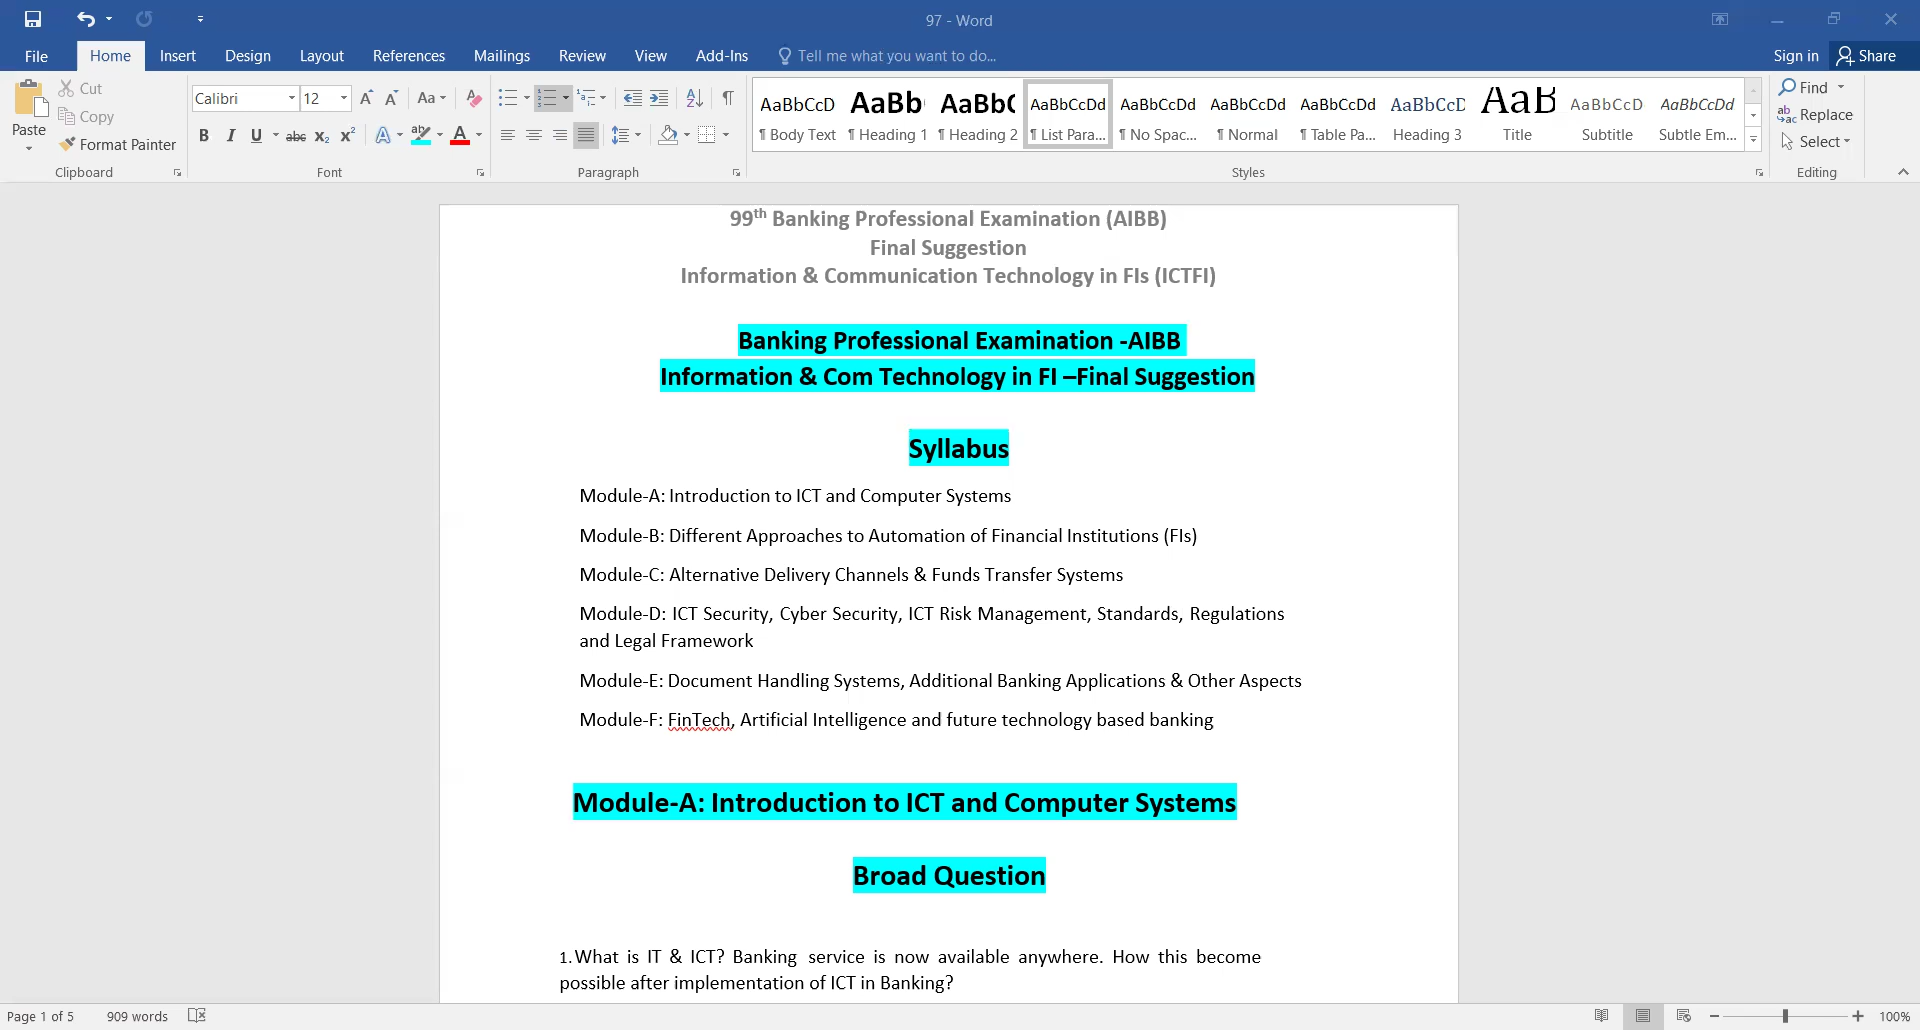 97 - Word
File Home Insert Design Layout References Mailings Review View Add-Ins Tell me what you want to do... Sign in Share
Paste Cut Copy Format Painter Clipboard
Calibri 12 Aa
B I U abc x₂ x² A ab A Font
Paragraph
AaBbCcD ¶ Body Text
AaBb ¶ Heading 1
AaBbC ¶ Heading 2
AaBbCcDd ¶ List Para...
AaBbCcDd ¶ No Spac...
AaBbCcDd ¶ Normal
AaBbCcDd ¶ Table Pa...
AaBbCcD Heading 3
AaB Title
AaBbCcD Subtitle
AaBbCcDd Subtle Em...
Styles
Find
Replace
Select
Editing
99th Banking Professional Examination (AIBB)
Final Suggestion
Information & Communication Technology in FIs (ICTFI)
Banking Professional Examination -AIBB
Information & Com Technology in FI –Final Suggestion
Syllabus
Module-A: Introduction to ICT and Computer Systems
Module-B: Different Approaches to Automation of Financial Institutions (FIs)
Module-C: Alternative Delivery Channels & Funds Transfer Systems
Module-D: ICT Security, Cyber Security, ICT Risk Management, Standards, Regulations
and Legal Framework
Module-E: Document Handling Systems, Additional Banking Applications & Other Aspects
Module-F: FinTech, Artificial Intelligence and future technology based banking
Module-A: Introduction to ICT and Computer Systems
Broad Question
1.What is IT & ICT? Banking service is now available anywhere. How this become
possible after implementation of ICT in Banking?
Page 1 of 5 909 words 100%